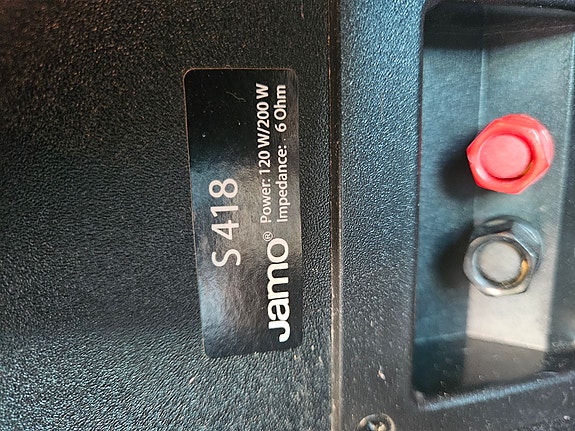 S 418
Jamo® Power: 120 W/200 W
Impedance: 6 Ohm